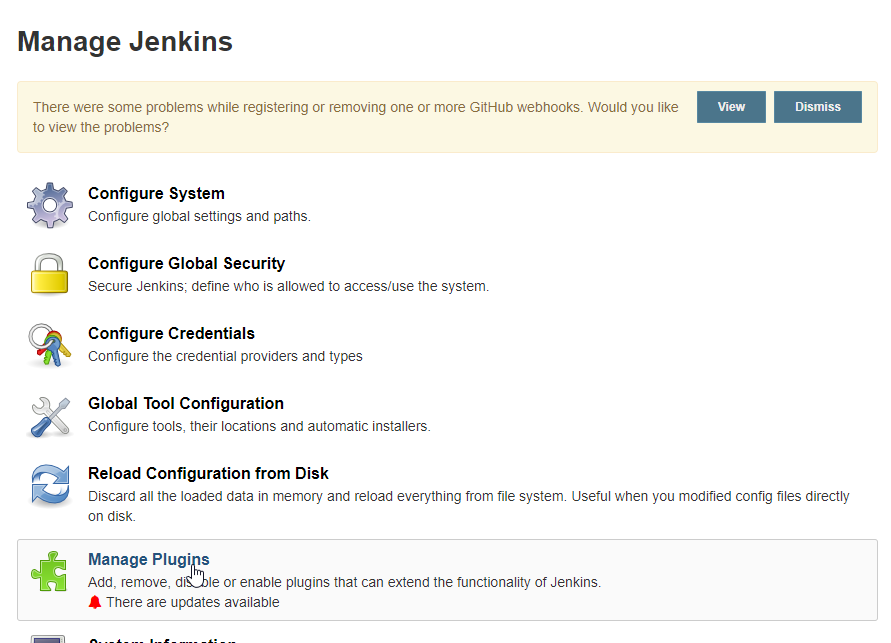 Manage Jenkins
There were some problems while registering or removing one or more GitHub webhooks. Would you like
to view the problems?
View
Dismiss
Configure System
Configure global settings and paths.
Configure Global Security
Secure Jenkins; define who is allowed to access/use the system.
Configure Credentials
Configure the credential providers and types
Global Tool Configuration
Configure tools, their locations and automatic installers.
Reload Configuration from Disk
Discard all the loaded data in memory and reload everything from file system. Useful when you modified config files directly
on disk.
Manage Plugins
Add, remove, disable or enable plugins that can extend the functionality of Jenkins.
There are updates available
System Information